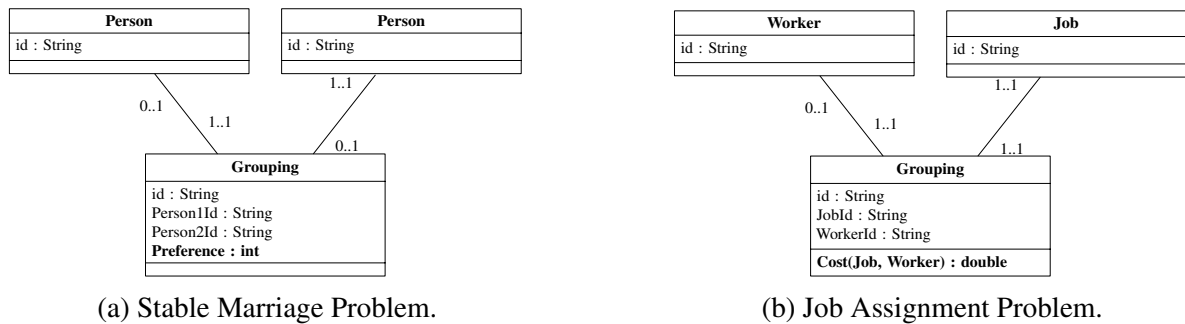 Person
id : String
Person
id : String
0..1
1..1
1..1
0..1
Grouping
id : String
Person1Id : String
Person2Id : String
Preference : int
(a) Stable Marriage Problem.
Worker
id : String
Job
id : String
0..1
1..1
1..1
1..1
Grouping
id : String
JobId : String
WorkerId : String
Cost(Job, Worker) : double
(b) Job Assignment Problem.